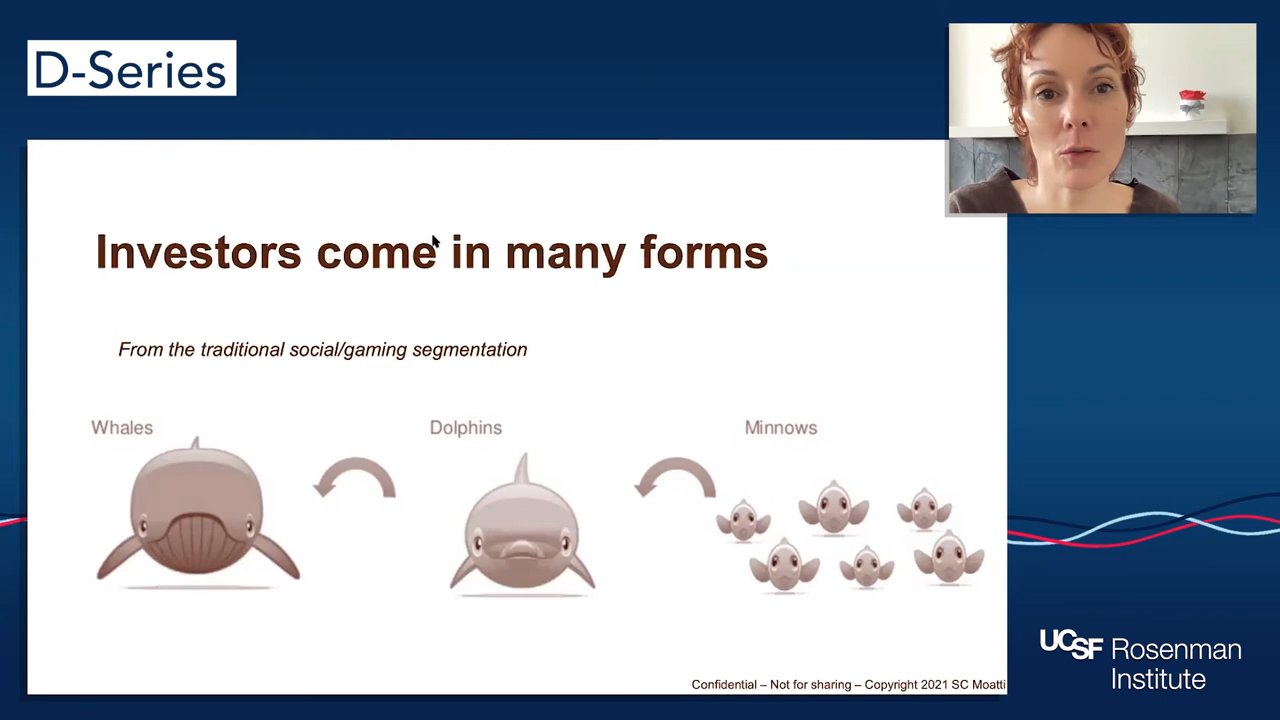 D-Series
Investors come in many forms
From the traditional social/gaming segmentation
Whales
Dolphins
Minnows
Confidential – Not for sharing – Copyright 2021 SC Moatti
UCSF Rosenman
Institute